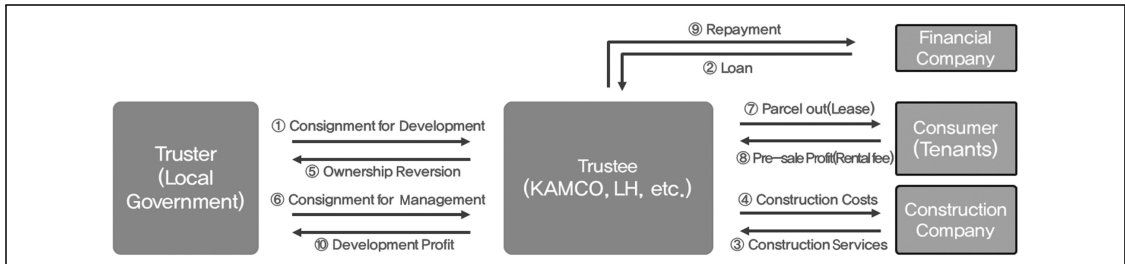 ⑨ Repayment
② Loan
Financial
Company
Truster
(Local
Government)
① Consignment for Development
⑤ Ownership Reversion
⑥ Consignment for Management
⑩ Development Profit
Trustee
(KAMCO, LH, etc.)
⑦ Parcel out(Lease)
⑧ Pre-sale Profit(Rental fee)
④ Construction Costs
③ Construction Services
Consumer
(Tenants)
Construction
Company